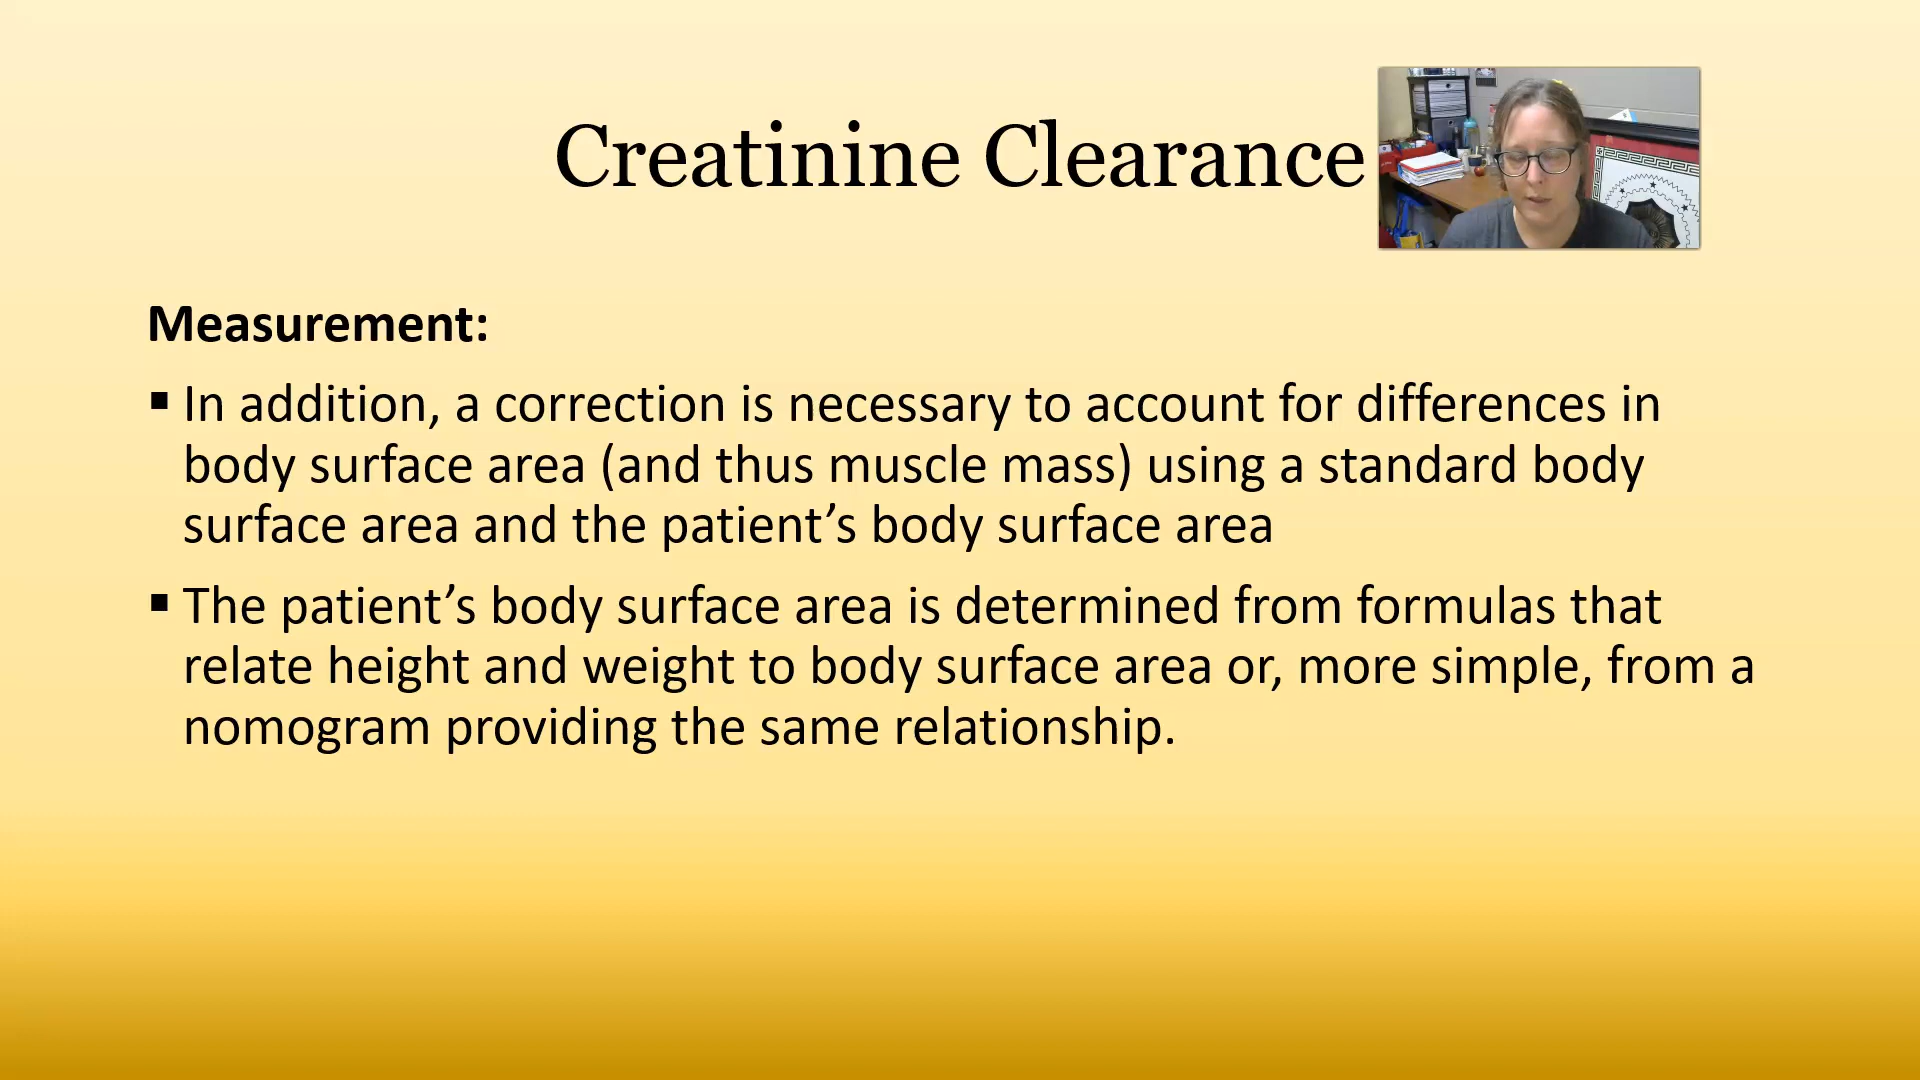 Creatinine Clearance
Measurement:
▪ In addition, a correction is necessary to account for differences in
body surface area (and thus muscle mass) using a standard body
surface area and the patient’s body surface area
▪ The patient’s body surface area is determined from formulas that
relate height and weight to body surface area or, more simple, from a
nomogram providing the same relationship.